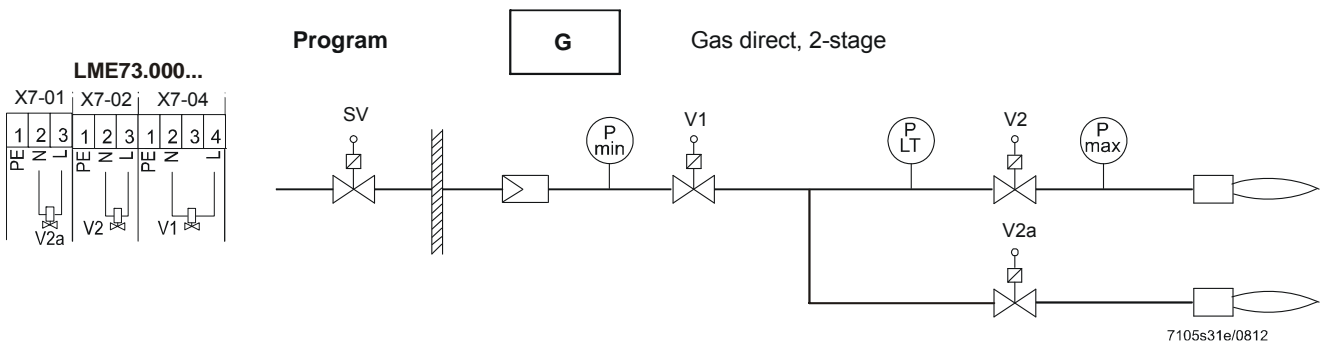 Program G Gas direct, 2-stage
LME73.000...
X7-01 X7-02 X7-04
1 2 3 1 2 3 1 2 3 4
PE N L PE N L PE N L
V2a V2 V1
SV P min V1 P LT V2 P max
V2a
7105s31e/0812